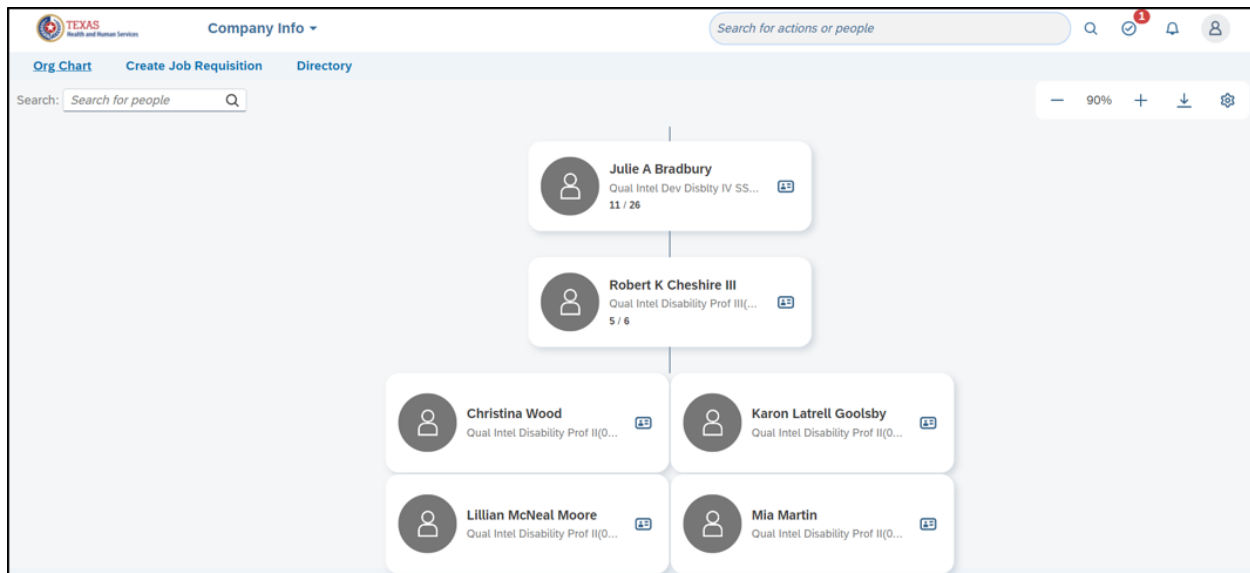 TEXAS
Health and Human Services
Company Info
Search for actions or people
1
Org Chart
Create Job Requisition
Directory
Search:
Search for people
90%
Julie A Bradbury
Qual Intel Dev Disblty IV SS...
11 / 26
Robert K Cheshire III
Qual Intel Disability Prof III(...
5 / 6
Christina Wood
Qual Intel Disability Prof II(0...
Karon Latrell Goolsby
Qual Intel Disability Prof II(0...
Lillian McNeal Moore
Qual Intel Disability Prof II(0...
Mia Martin
Qual Intel Disability Prof II(0...